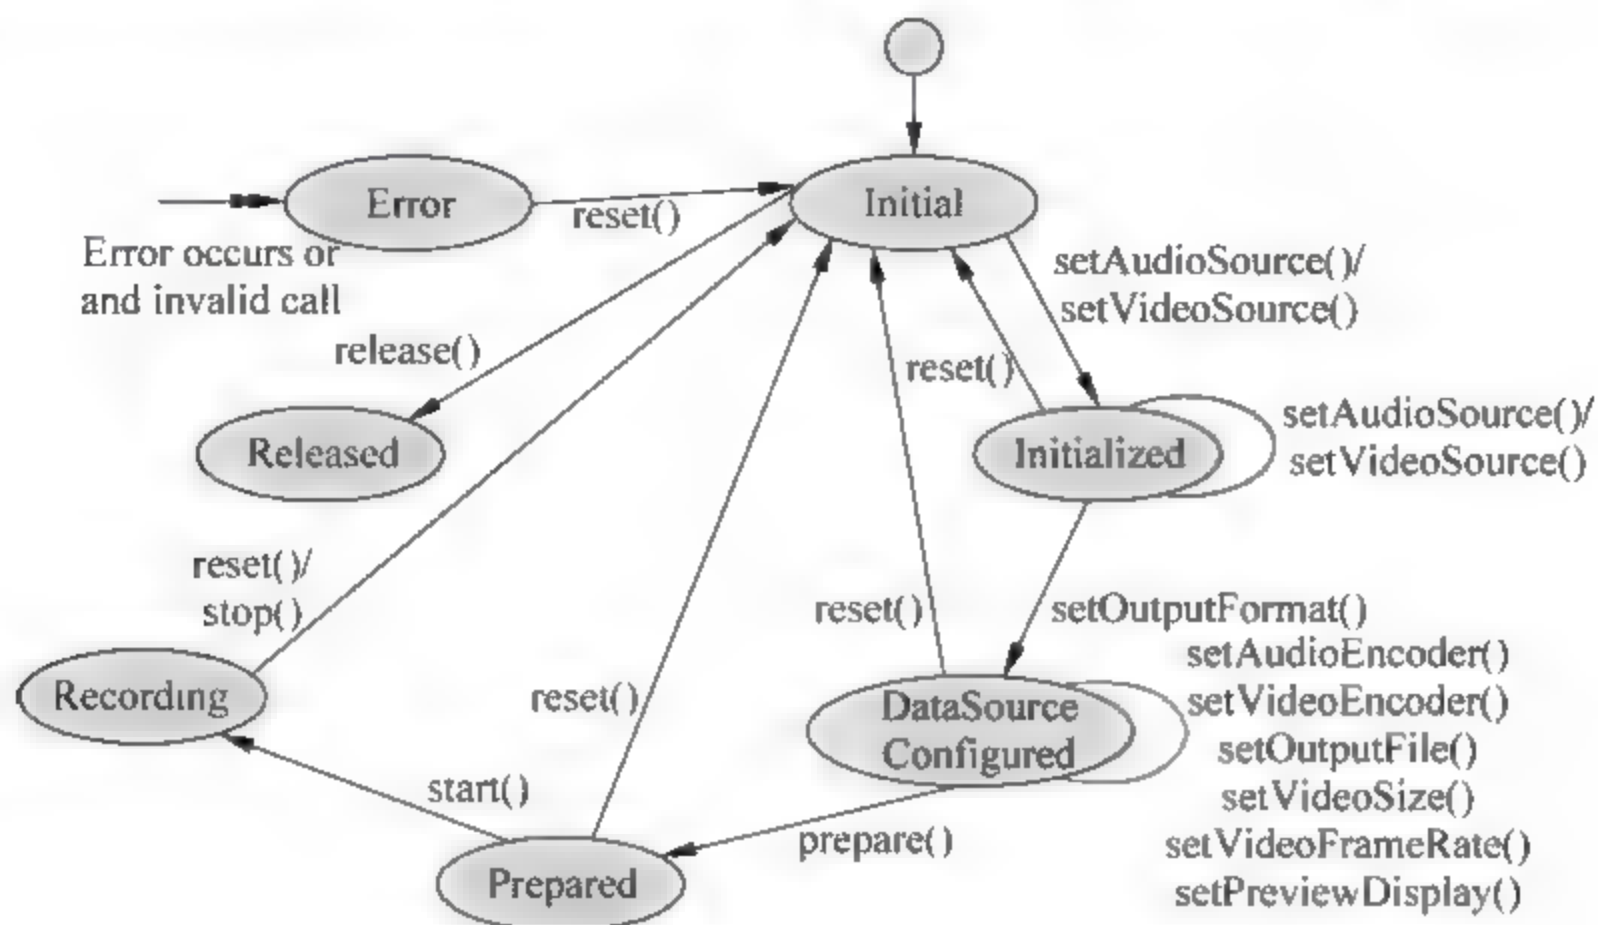 Error
reset()
Initial
Error occurs or
and invalid call
setAudioSource()/
setVideoSource()
release()
reset()
Released
Initialized
setAudioSource()/
setVideoSource()
reset()/
stop()
reset()
setOutputFormat()
setAudioEncoder()
setVideoEncoder()
setOutputFile()
setVideoSize()
setVideoFrameRate()
setPreviewDisplay()
Recording
reset()
DataSource
Configured
start()
prepare()
Prepared